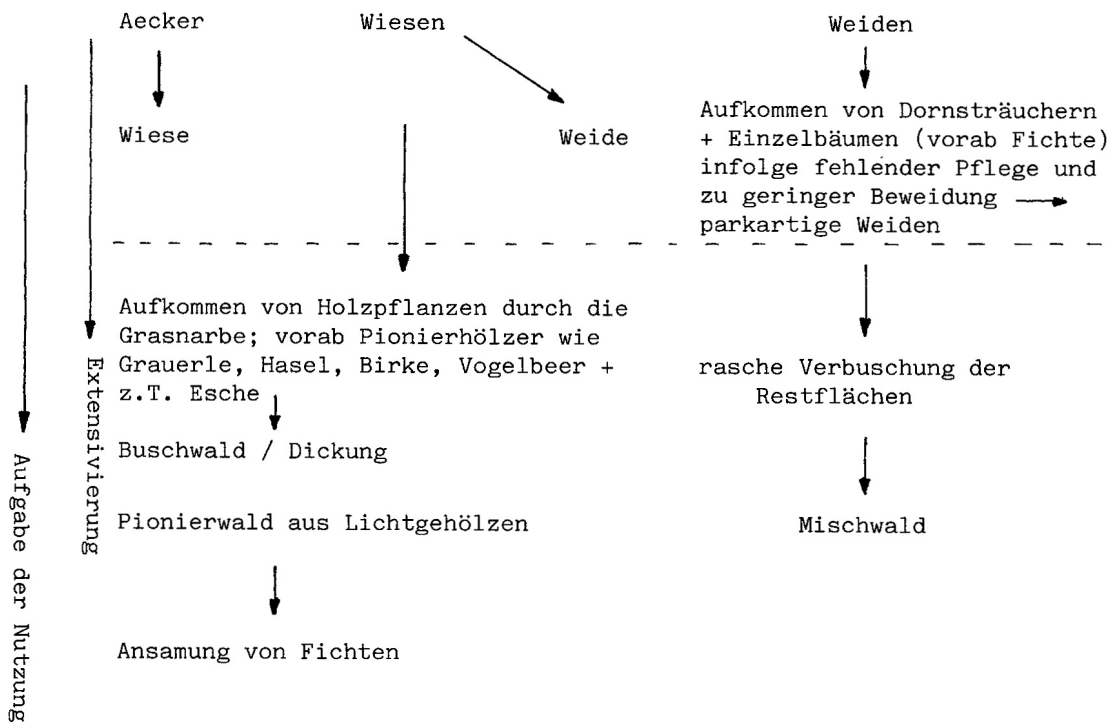 Aecker
Wiesen
Weiden
Wiese
Weide
Aufkommen von Dornsträuchern
+ Einzelbäumen (vorab Fichte)
infolge fehlender Pflege und
zu geringer Beweidung
parkartige Weiden
Aufkommen von Holzpflanzen durch die
Grasnarbe; vorab Pionierhölzer wie
Grauerle, Hasel, Birke, Vogelbeer +
z.T. Esche
rasche Verbuschung der
Restflächen
Buschwald / Dickung
Pionierwald aus Lichtgehölzen
Mischwald
Ansamung von Fichten
Extensivierung
Aufgabe der Nutzung